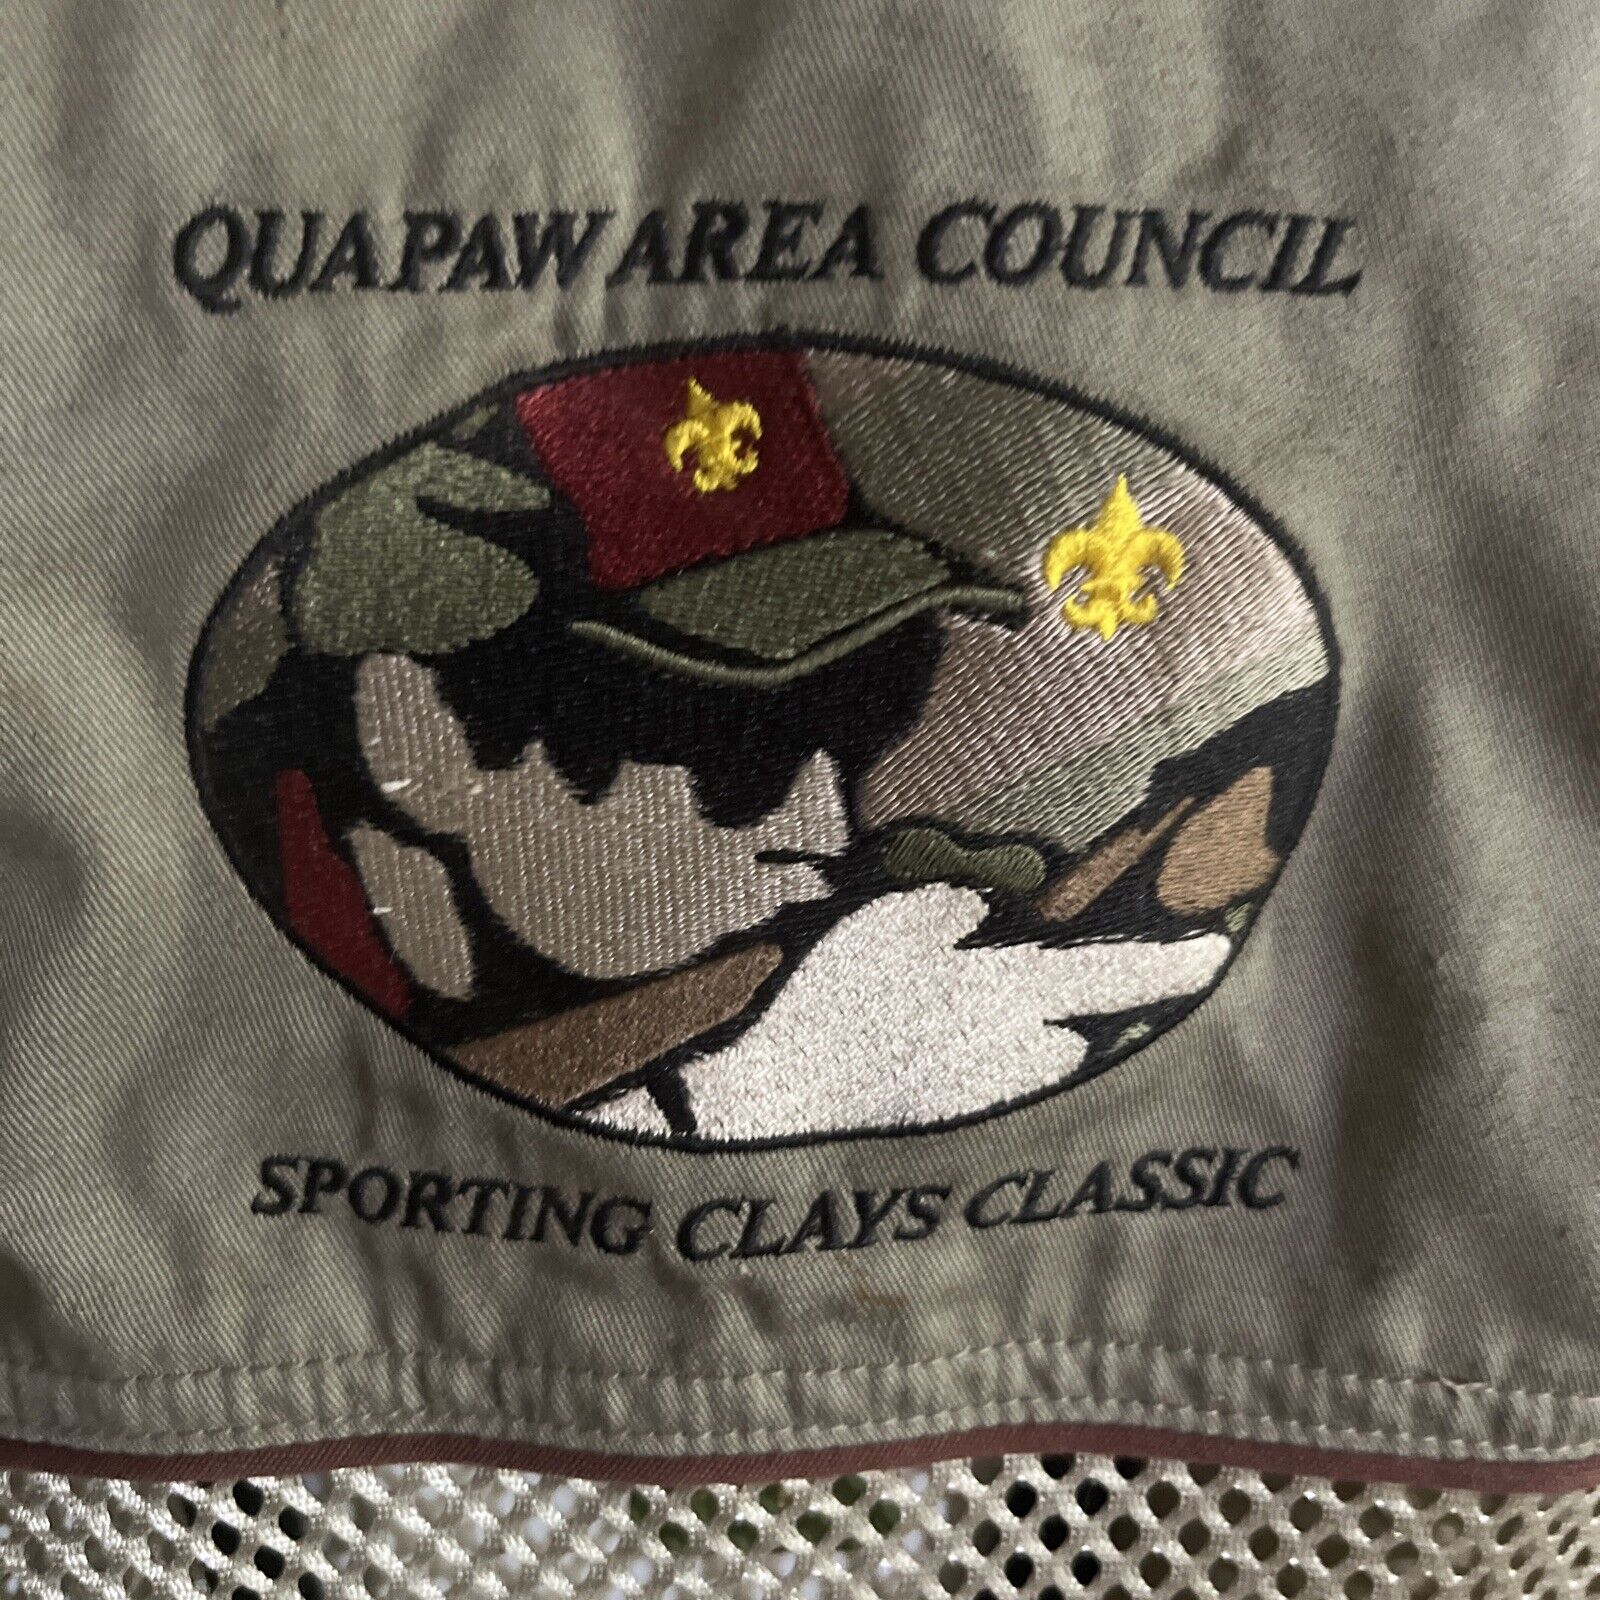 QUAPAW AREA COUNCIL
SPORTING CLAYS CLASSIC